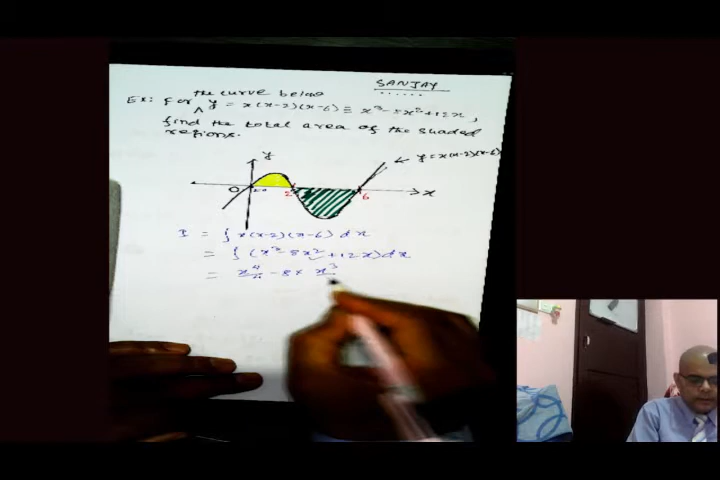 SANJAY
the curve below
Ex: For ^ y = x(x-2)(x-6) ≡ x³-8x²+12x,
find the total area of the shaded
regions.
y
← y=x(x-2)(x-6)
O 2 6 x
I = ∫ x(x-2)(x-6) dx
= ∫ (x³-8x²+12x)dx
= x⁴/4 - 8× x³